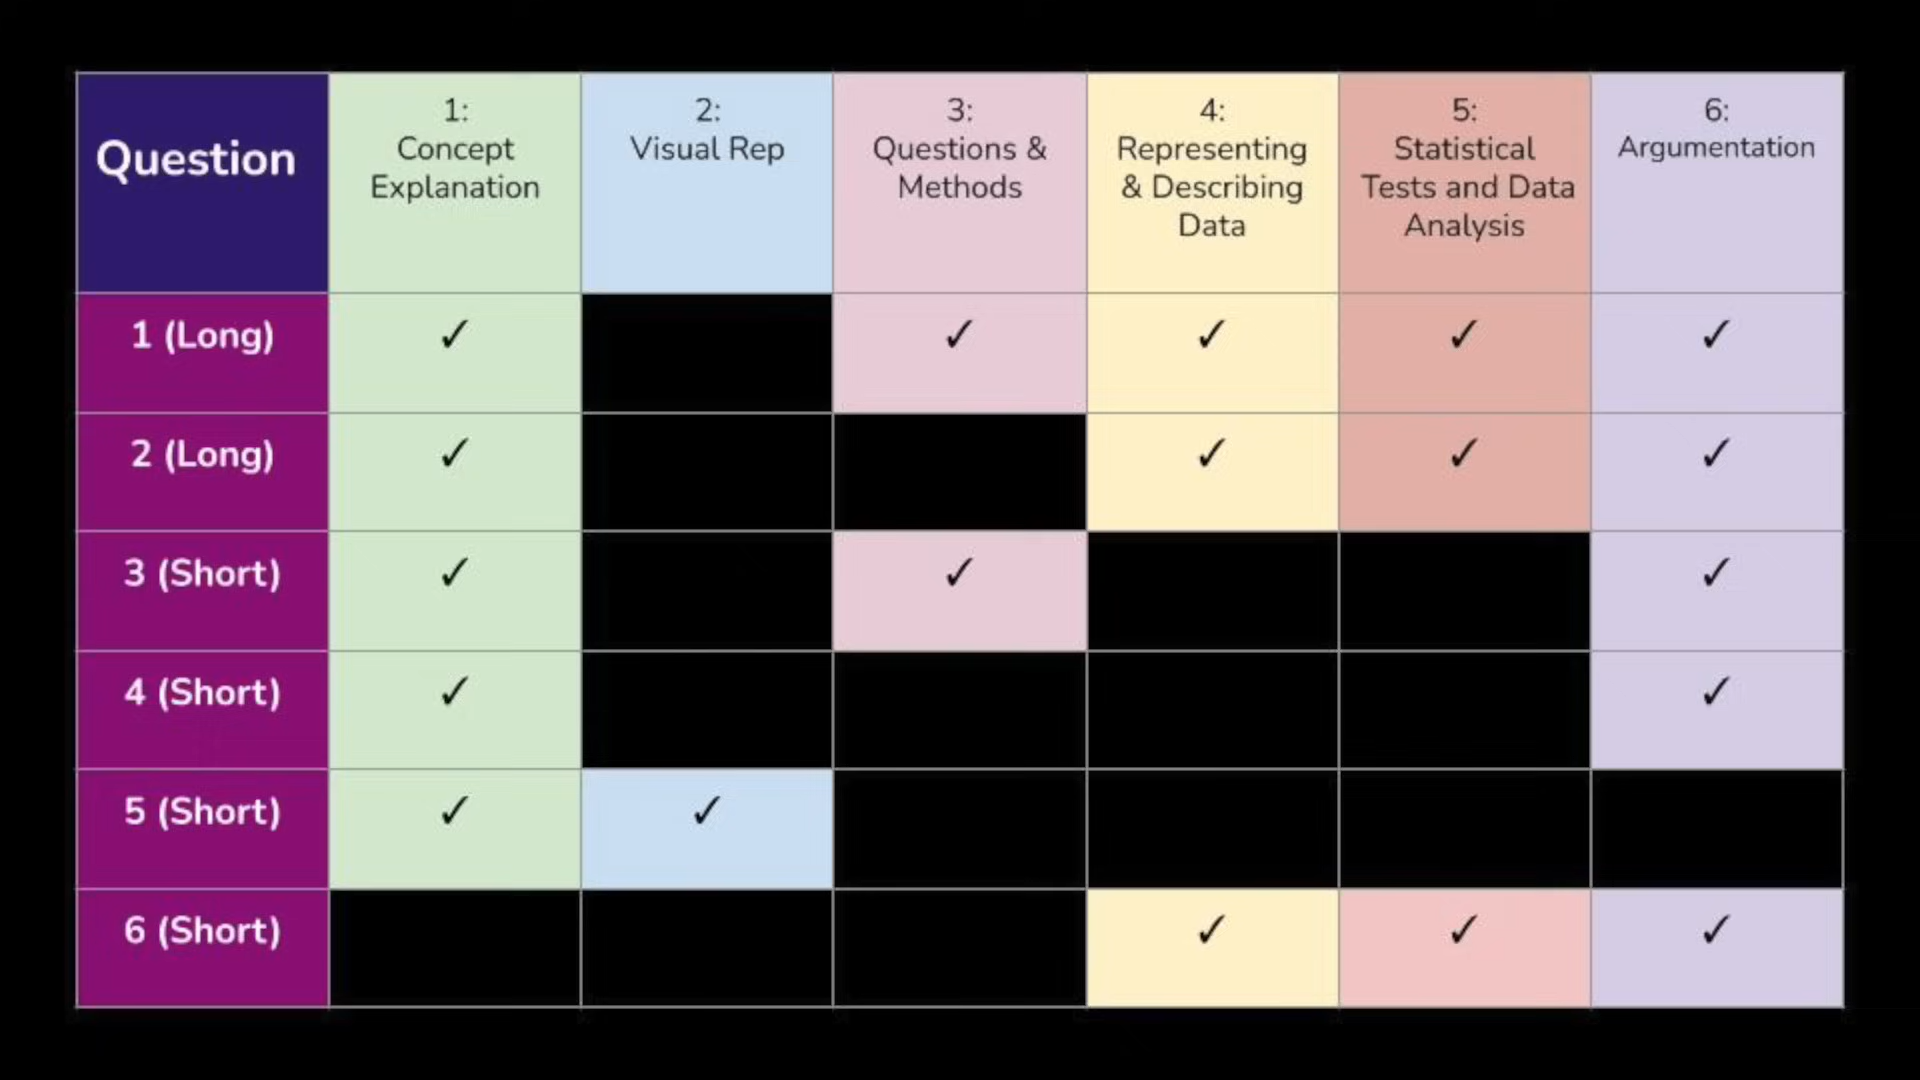 Question
1:
Concept
Explanation
2:
Visual Rep
3:
Questions &
Methods
4:
Representing
& Describing
Data
5:
Statistical
Tests and Data
Analysis
6:
Argumentation
1 (Long) ✓ ✓ ✓ ✓ ✓
2 (Long) ✓ ✓ ✓ ✓
3 (Short) ✓ ✓ ✓
4 (Short) ✓ ✓
5 (Short) ✓ ✓
6 (Short) ✓ ✓ ✓